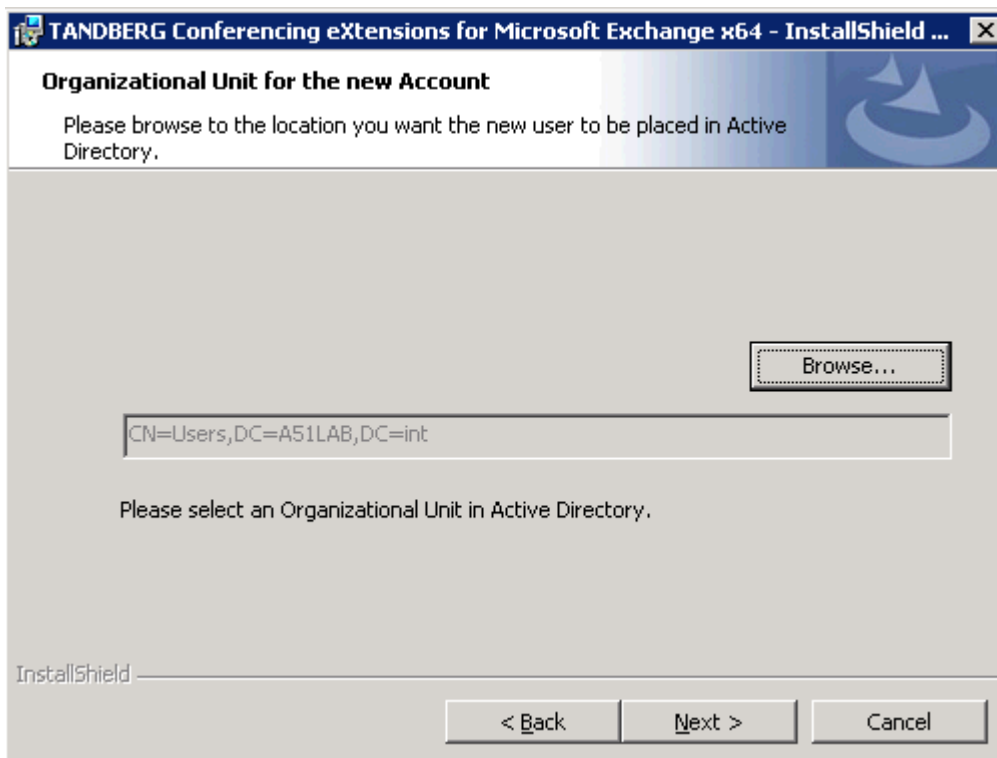 TANDBERG Conferencing eXtensions for Microsoft Exchange x64 - InstallShield ...
Organizational Unit for the new Account
Please browse to the location you want the new user to be placed in Active
Directory.
Browse...
CN=Users,DC=A51LAB,DC=int
Please select an Organizational Unit in Active Directory.
InstallShield
< Back Next > Cancel